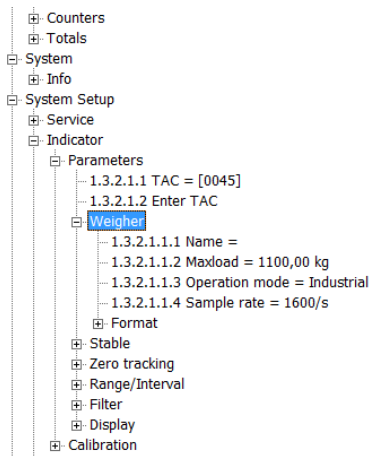 Counters
Totals
System
Info
System Setup
Service
Indicator
Parameters
1.3.2.1.1 TAC = [0045]
1.3.2.1.2 Enter TAC
Weigher
1.3.2.1.1.1 Name =
1.3.2.1.1.2 Maxload = 1100,00 kg
1.3.2.1.1.3 Operation mode = Industrial
1.3.2.1.1.4 Sample rate = 1600/s
Format
Stable
Zero tracking
Range/Interval
Filter
Display
Calibration